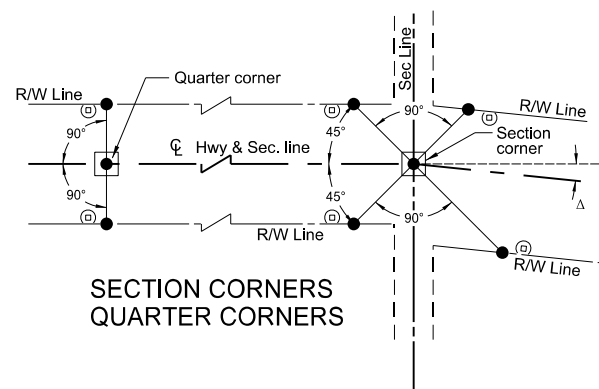 Sec Line
Quarter corner
R/W Line
R/W Line
90°
90°
45°
Section
corner
℄ Hwy & Sec. line
90°
45°
90°
Δ
R/W Line
R/W Line
SECTION CORNERS
QUARTER CORNERS